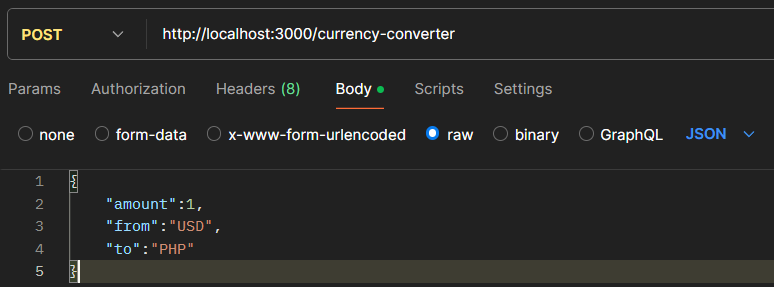 POST http://localhost:3000/currency-converter
Params Authorization Headers (8) Body Scripts Settings
none form-data x-www-form-urlencoded raw binary GraphQL JSON
1 {
2 "amount":1,
3 "from":"USD",
4 "to":"PHP"
5 }